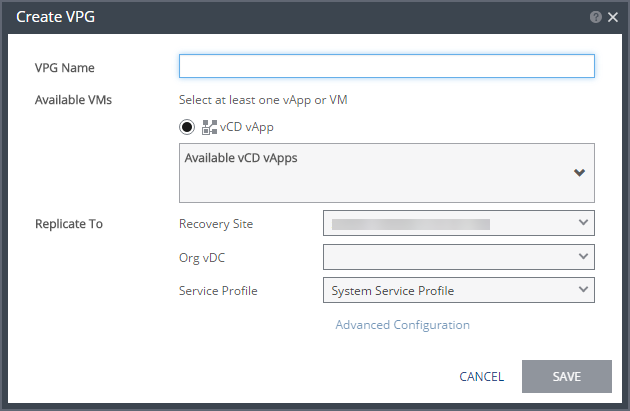 Create VPG
VPG Name
Available VMs Select at least one vApp or VM
vCD vApp
Available vCD vApps
Replicate To Recovery Site
Org vDC
Service Profile System Service Profile
Advanced Configuration
CANCEL SAVE